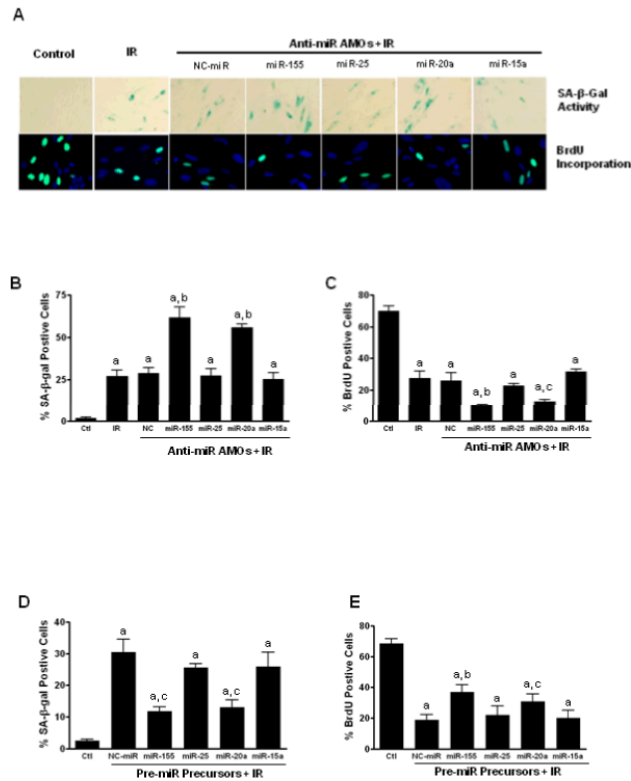 A
Control
IR
Anti-miR AMOs + IR
NC-miR miR-155 miR-25 miR-20a miR-15a
SA-β-Gal
Activity
BrdU
Incorporation
B
% SA-β-gal Postive Cells
75
50
25
0
a a a,b a a,b a
Ctl IR NC miR-155 miR-25 miR-20a miR-15a
Anti-miR AMOs + IR
C
% BrdU Postive Cells
80
60
40
20
0
a a a,b a a,c a
Ctl IR NC miR-155 miR-25 miR-20a miR-15a
Anti-miR AMOs + IR
D
% SA-β-gal Postive Cells
40
30
20
10
0
a a,c a a,c a
Ctl NC-miR miR-155 miR-25 miR-20a miR-15a
Pre-miR Precursors + IR
E
% BrdU Postive Cells
80
60
40
20
0
a a,b a a,c a
Ctl NC-miR miR-155 miR-25 miR-20a miR-15a
Pre-miR Precursors + IR